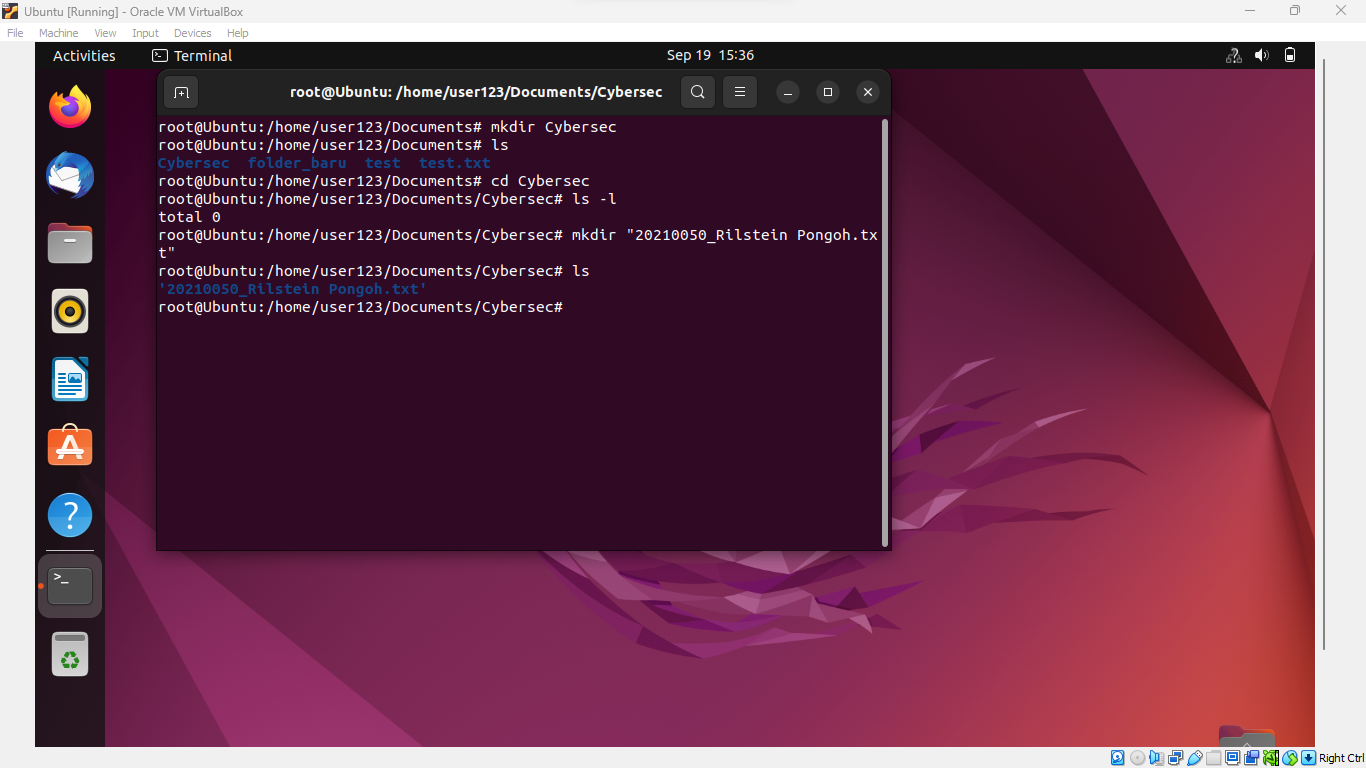 Ubuntu [Running] - Oracle VM VirtualBox
File Machine View Input Devices Help
Activities Terminal Sep 19 15:36
root@Ubuntu: /home/user123/Documents/Cybersec
root@Ubuntu:/home/user123/Documents# mkdir Cybersec
root@Ubuntu:/home/user123/Documents# ls
Cybersec folder_baru test test.txt
root@Ubuntu:/home/user123/Documents# cd Cybersec
root@Ubuntu:/home/user123/Documents/Cybersec# ls -l
total 0
root@Ubuntu:/home/user123/Documents/Cybersec# mkdir "20210050_Rilstein Pongoh.tx
t"
root@Ubuntu:/home/user123/Documents/Cybersec# ls
'20210050_Rilstein Pongoh.txt'
root@Ubuntu:/home/user123/Documents/Cybersec#
Right Ctrl